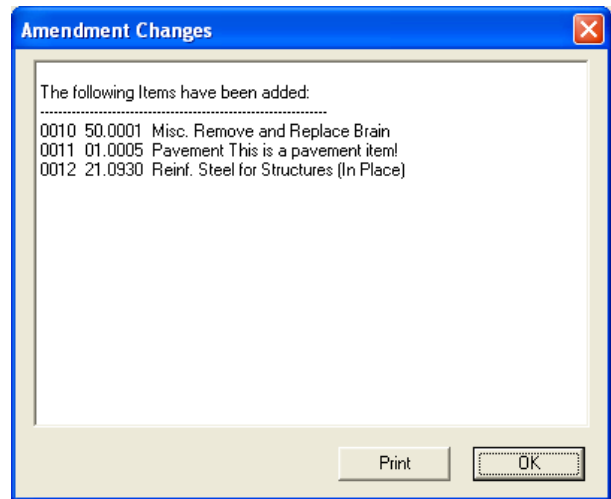 Amendment Changes
The following Items have been added:
----------------------------------------------------------------
0010 50.0001 Misc. Remove and Replace Brain
0011 01.0005 Pavement This is a pavement item!
0012 21.0930 Reinf. Steel for Structures (In Place)
Print
OK